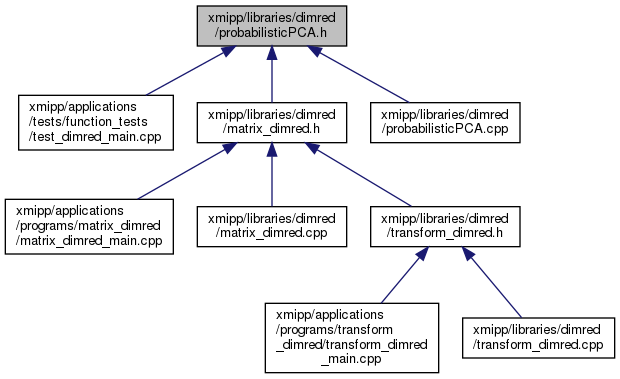 xmipp/libraries/dimred
/probabilisticPCA.h
xmipp/applications
/tests/function_tests
/test_dimred_main.cpp
xmipp/libraries/dimred
/matrix_dimred.h
xmipp/libraries/dimred
/probabilisticPCA.cpp
xmipp/applications
/programs/matrix_dimred
/matrix_dimred_main.cpp
xmipp/libraries/dimred
/matrix_dimred.cpp
xmipp/libraries/dimred
/transform_dimred.h
xmipp/applications
/programs/transform
_dimred/transform_dimred
_main.cpp
xmipp/libraries/dimred
/transform_dimred.cpp